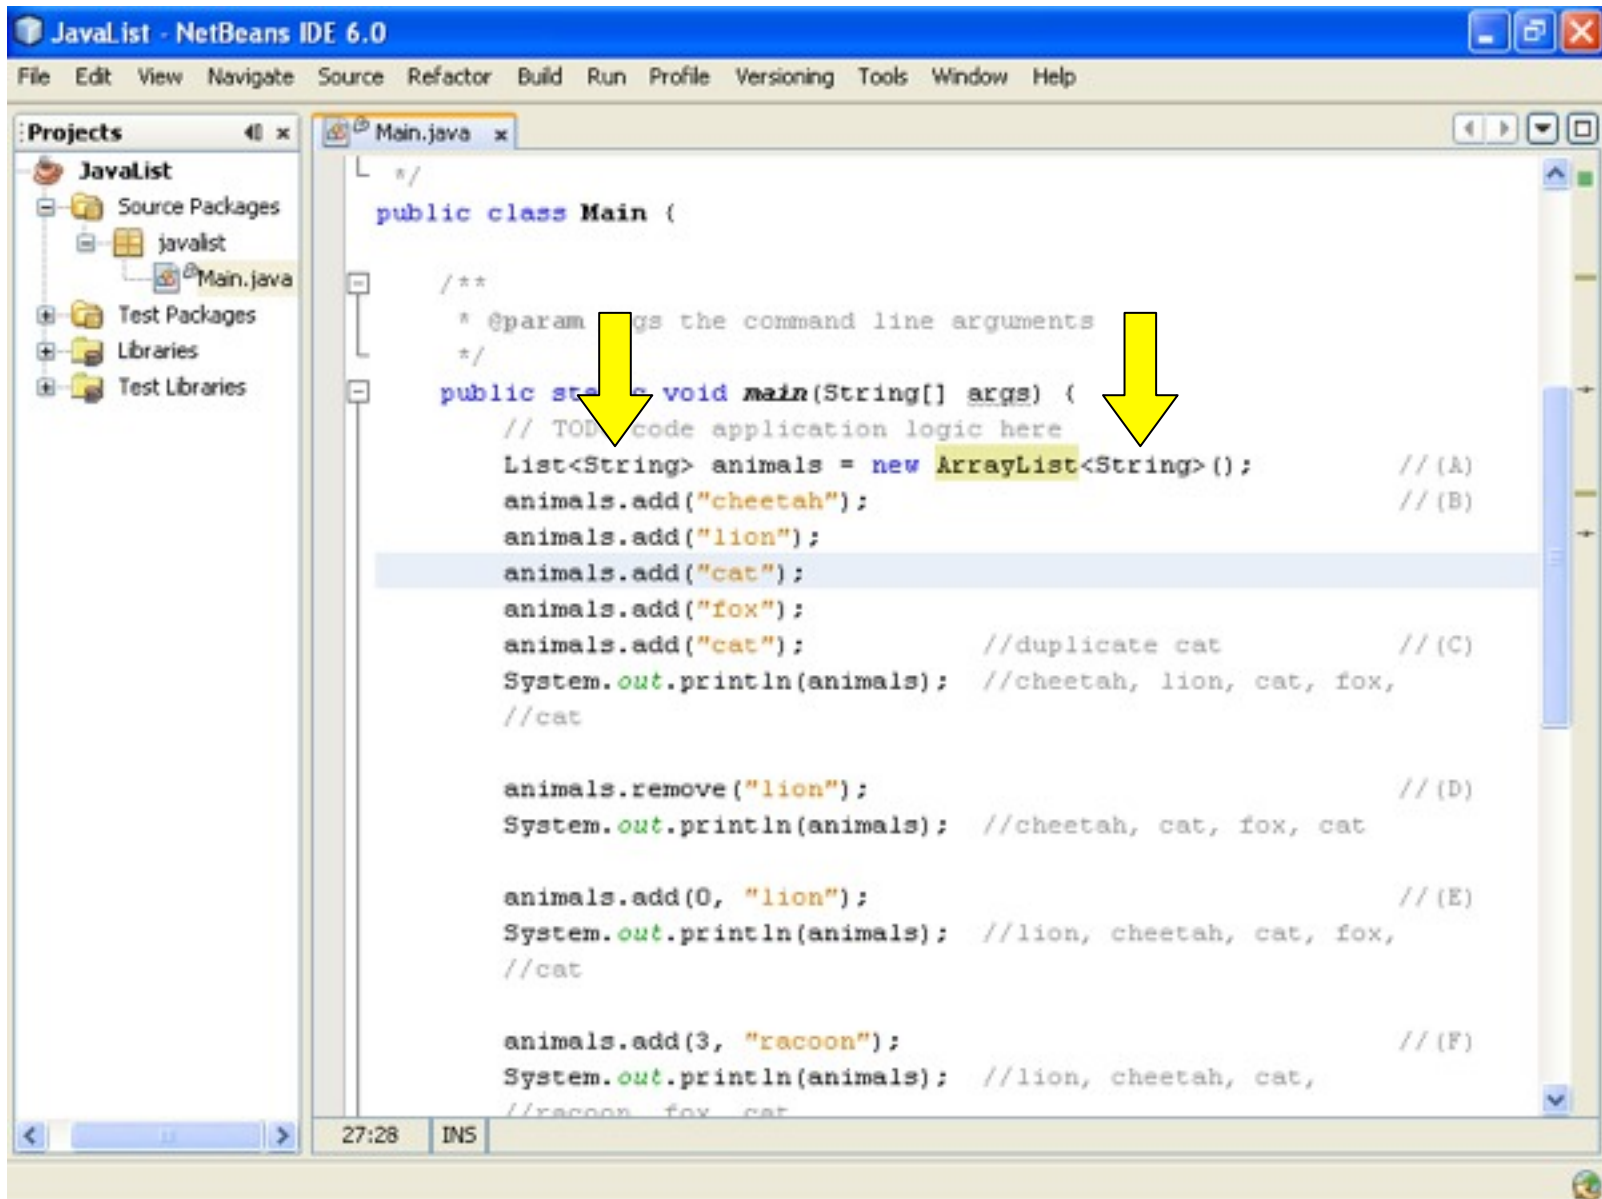 JavaList - NetBeans IDE 6.0
File Edit View Navigate Source Refactor Build Run Profile Versioning Tools Window Help
Projects
JavaList
Source Packages
javalist
Main.java
Test Packages
Libraries
Test Libraries
Main.java
*/
public class Main {
/**
* @param gs the command line arguments
*/
public void main(String[] args) {
// code application logic here
List<String> animals = new ArrayList<String>(); //(A)
animals.add("cheetah"); //(B)
animals.add("lion");
animals.add("cat");
animals.add("fox");
animals.add("cat"); //duplicate cat //(C)
System.out.println(animals); //cheetah, lion, cat, fox,
//cat
animals.remove("lion"); //(D)
System.out.println(animals); //cheetah, cat, fox, cat
animals.add(0, "lion"); //(E)
System.out.println(animals); //lion, cheetah, cat, fox,
//cat
animals.add(3, "racoon"); //(F)
System.out.println(animals); //lion, cheetah, cat,
//racoon, fox, cat
27:28 INS